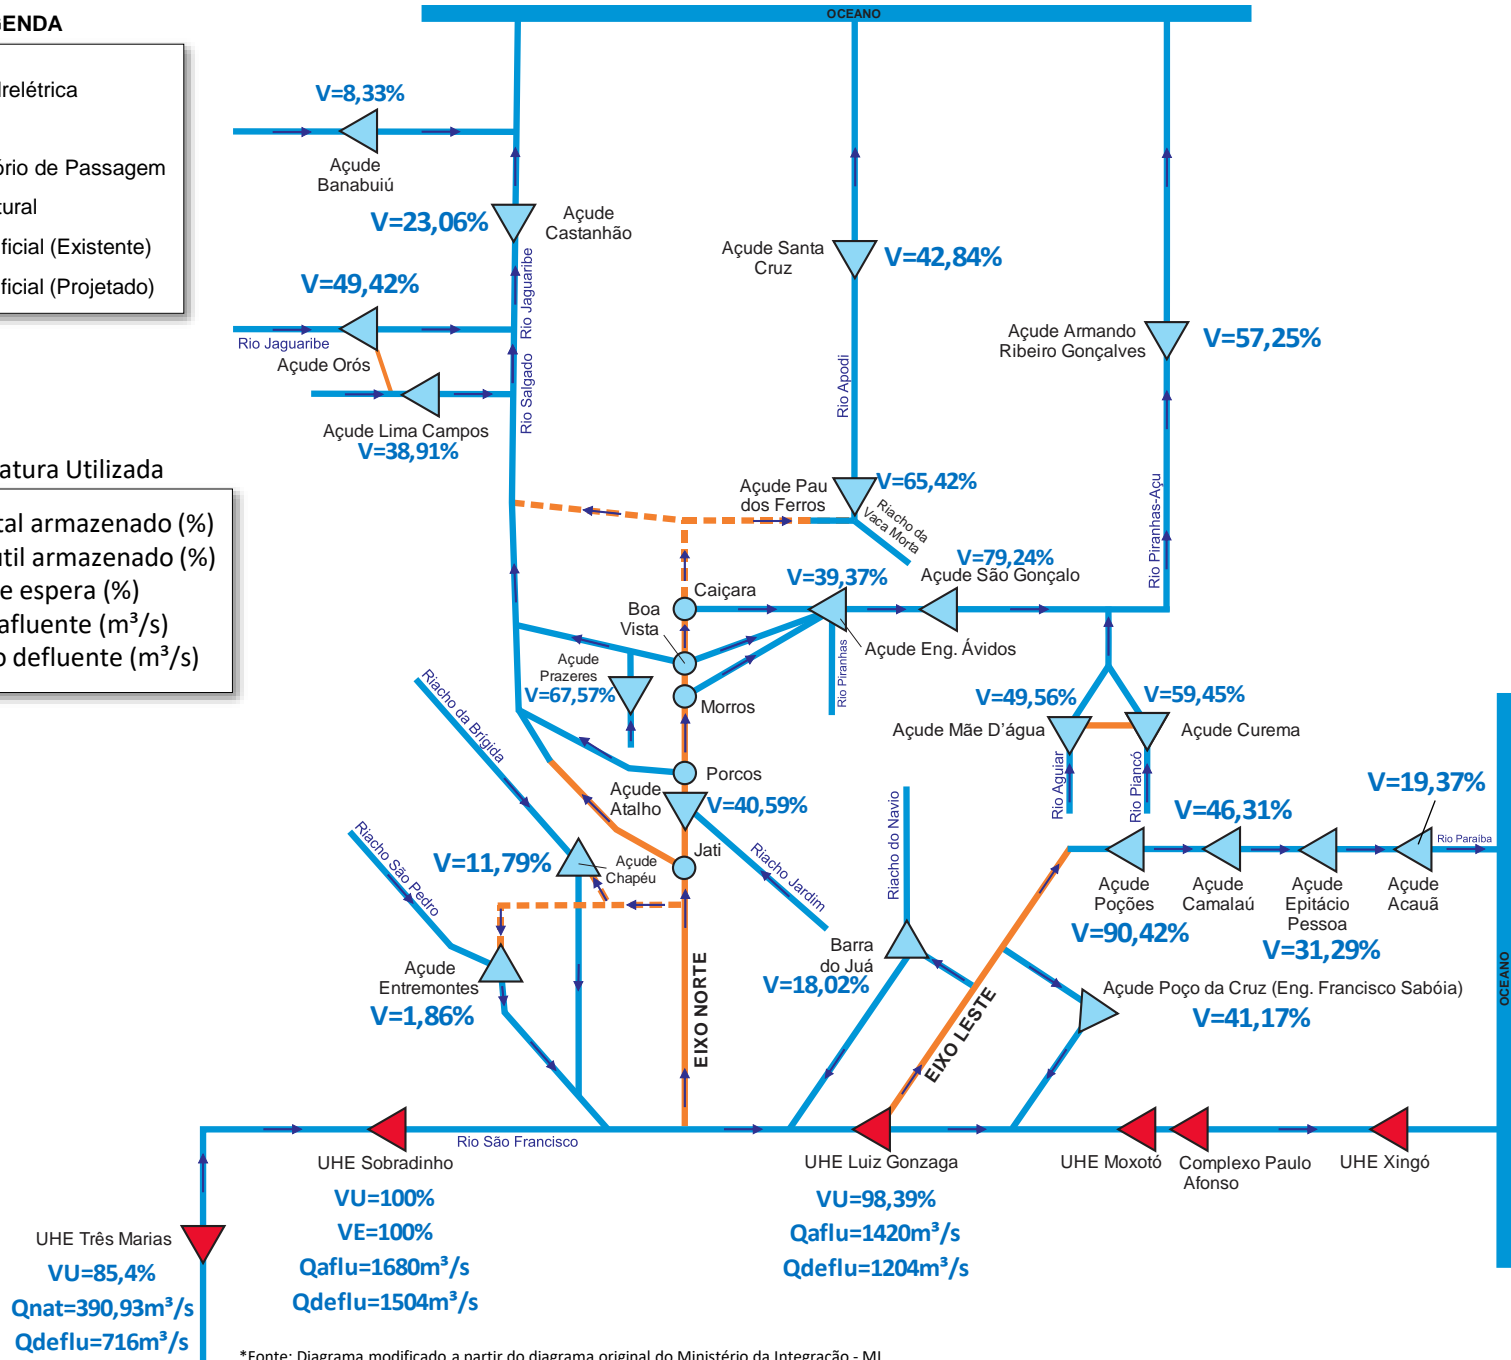 OCEANO
GENDA
drelétrica
ório de Passagem
tural
ificial (Existente)
ificial (Projetado)
V=8,33%
Açude
Banabuiú
V=23,06%
Açude
Castanhão
V=49,42%
Rio Jaguaribe
Açude Orós
Rio Jaguaribe
Rio Salgado
Açude Lima Campos
V=38,91%
Açude Santa
Cruz
V=42,84%
Rio Apodi
Açude Armando
Ribeiro Gonçalves
V=57,25%
Rio Piranhas-Açu
atura Utilizada
tal armazenado (%)
útil armazenado (%)
e espera (%)
afluente (m³/s)
o defluente (m³/s)
Açude Pau
dos Ferros
V=65,42%
Riacho da
Vaca Morta
V=79,24%
Açude São Gonçalo
V=39,37%
Caiçara
Boa
Vista
Açude Eng. Ávidos
Rio Piranhas
Açude
Prazeres
V=67,57%
Morros
Riacho da Brigida
V=49,56%
Açude Mãe D'água
V=59,45%
Açude Curema
Rio Aguiar
Rio Piancó
Porcos
Açude
Atalho
V=40,59%
Jati
Riacho Jardim
Riacho do Navio
V=19,37%
V=46,31%
Rio Paraiba
Açude
Poções
V=90,42%
Açude
Camalaú
Açude
Epitácio
Pessoa
V=31,29%
Açude
Acauã
Riacho São Pedro
V=11,79%
Açude
Chapéu
Açude
Entremontes
V=1,86%
EIXO NORTE
Barra
do Juá
V=18,02%
EIXO LESTE
Açude Poço da Cruz (Eng. Francisco Sabóia)
V=41,17%
OCEANO
Rio São Francisco
UHE Sobradinho
VU=100%
VE=100%
Qaflu=1680m³/s
Qdeflu=1504m³/s
UHE Luiz Gonzaga
VU=98,39%
Qaflu=1420m³/s
Qdeflu=1204m³/s
UHE Moxotó
Complexo Paulo
Afonso
UHE Xingó
UHE Três Marias
VU=85,4%
Qnat=390,93m³/s
Qdeflu=716m³/s
*Fonte: Diagrama modificado a partir do diagrama original do Ministério da Integração - MI